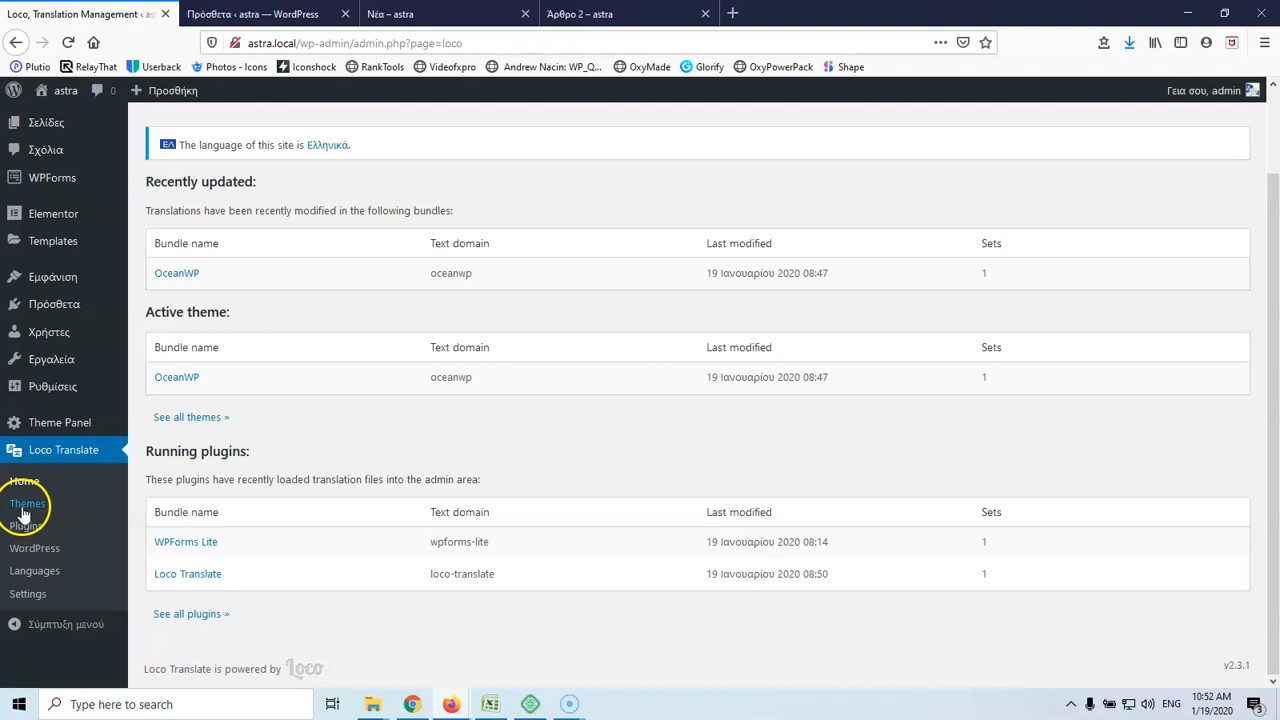 Loco, Translation Management ‹ as
Πρόσθετα ‹ astra — WordPress
Νέα – astra
Άρθρο 2 – astra
astra.local/wp-admin/admin.php?page=loco
Plutio
RelayThat
Userback
Photos - Icons
Iconshock
RankTools
Videofxpro
Andrew Nacin: WP_Q...
OxyMade
Glorify
OxyPowerPack
Shape
astra
0
Προσθήκη
Γεια σου, admin
Σελίδες
Σχόλια
WPForms
Elementor
Templates
Εμφάνιση
Πρόσθετα
Χρήστες
Εργαλεία
Ρυθμίσεις
Theme Panel
Loco Translate
Home
Themes
Plugins
WordPress
Languages
Settings
Σύμπτυξη μενού
ΕΛ The language of this site is Ελληνικά.
Recently updated:
Translations have been recently modified in the following bundles:
Bundle name Text domain Last modified Sets
OceanWP oceanwp 19 Ιανουαρίου 2020 08:47 1
Active theme:
Bundle name Text domain Last modified Sets
OceanWP oceanwp 19 Ιανουαρίου 2020 08:47 1
See all themes »
Running plugins:
These plugins have recently loaded translation files into the admin area:
Bundle name Text domain Last modified Sets
WPForms Lite wpforms-lite 19 Ιανουαρίου 2020 08:14 1
Loco Translate loco-translate 19 Ιανουαρίου 2020 08:50 1
See all plugins »
Loco Translate is powered by Loco
v2.3.1
Type here to search
ENG
10:52 AM
1/19/2020
3